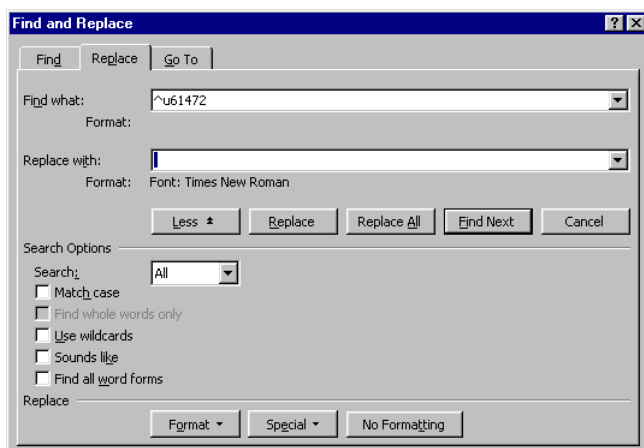 Find and Replace
Find Replace Go To
Find what: ^u61472
Format:
Replace with:
Format: Font: Times New Roman
Less Replace Replace All Find Next Cancel
Search Options
Search: All
Match case
Find whole words only
Use wildcards
Sounds like
Find all word forms
Replace
Format Special No Formatting